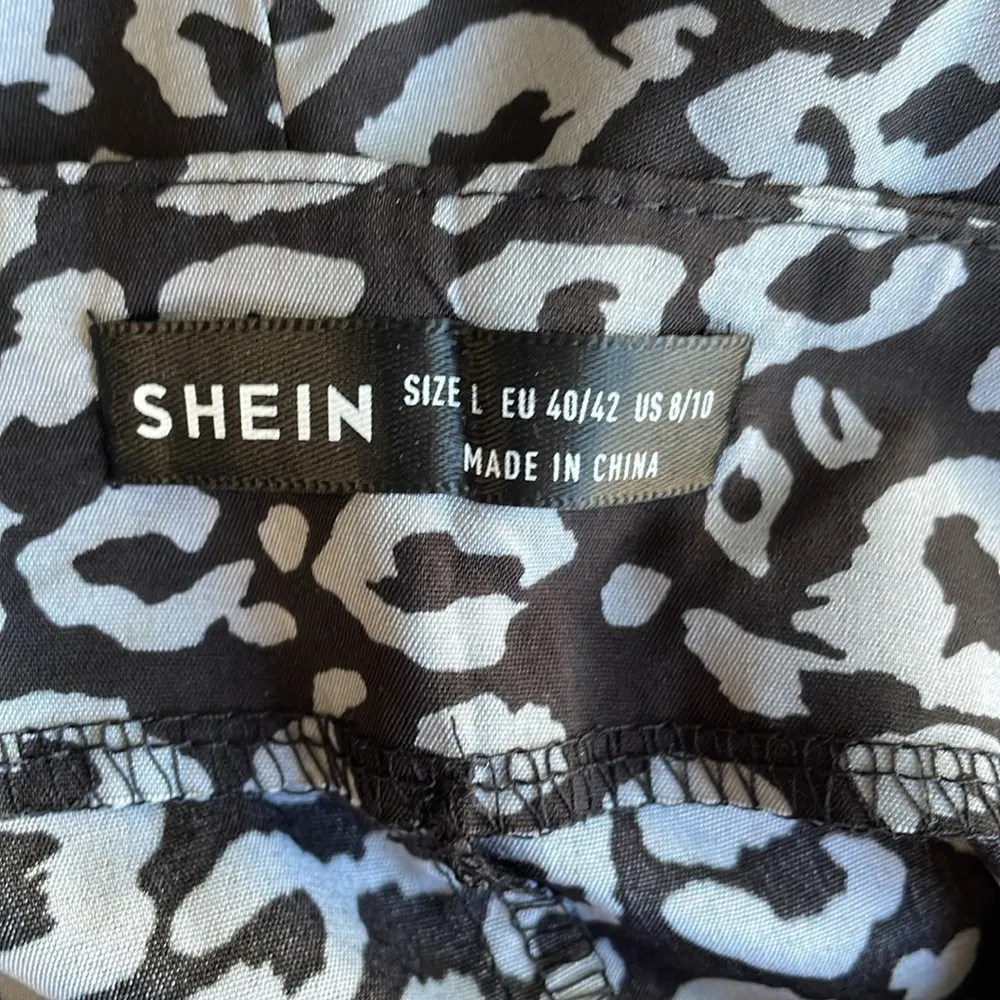 SHEIN SIZE L EU 40/42 US 8/10
MADE IN CHINA